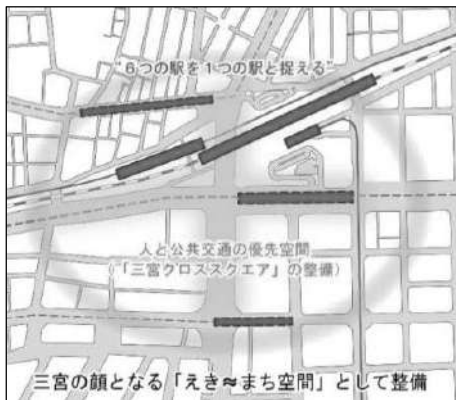 “６つの駅を１つの駅と捉える”
人と公共交通の優先空間
（「三宮クロススクエア」の整備）
三宮の顔となる「えき≈まち空間」として整備